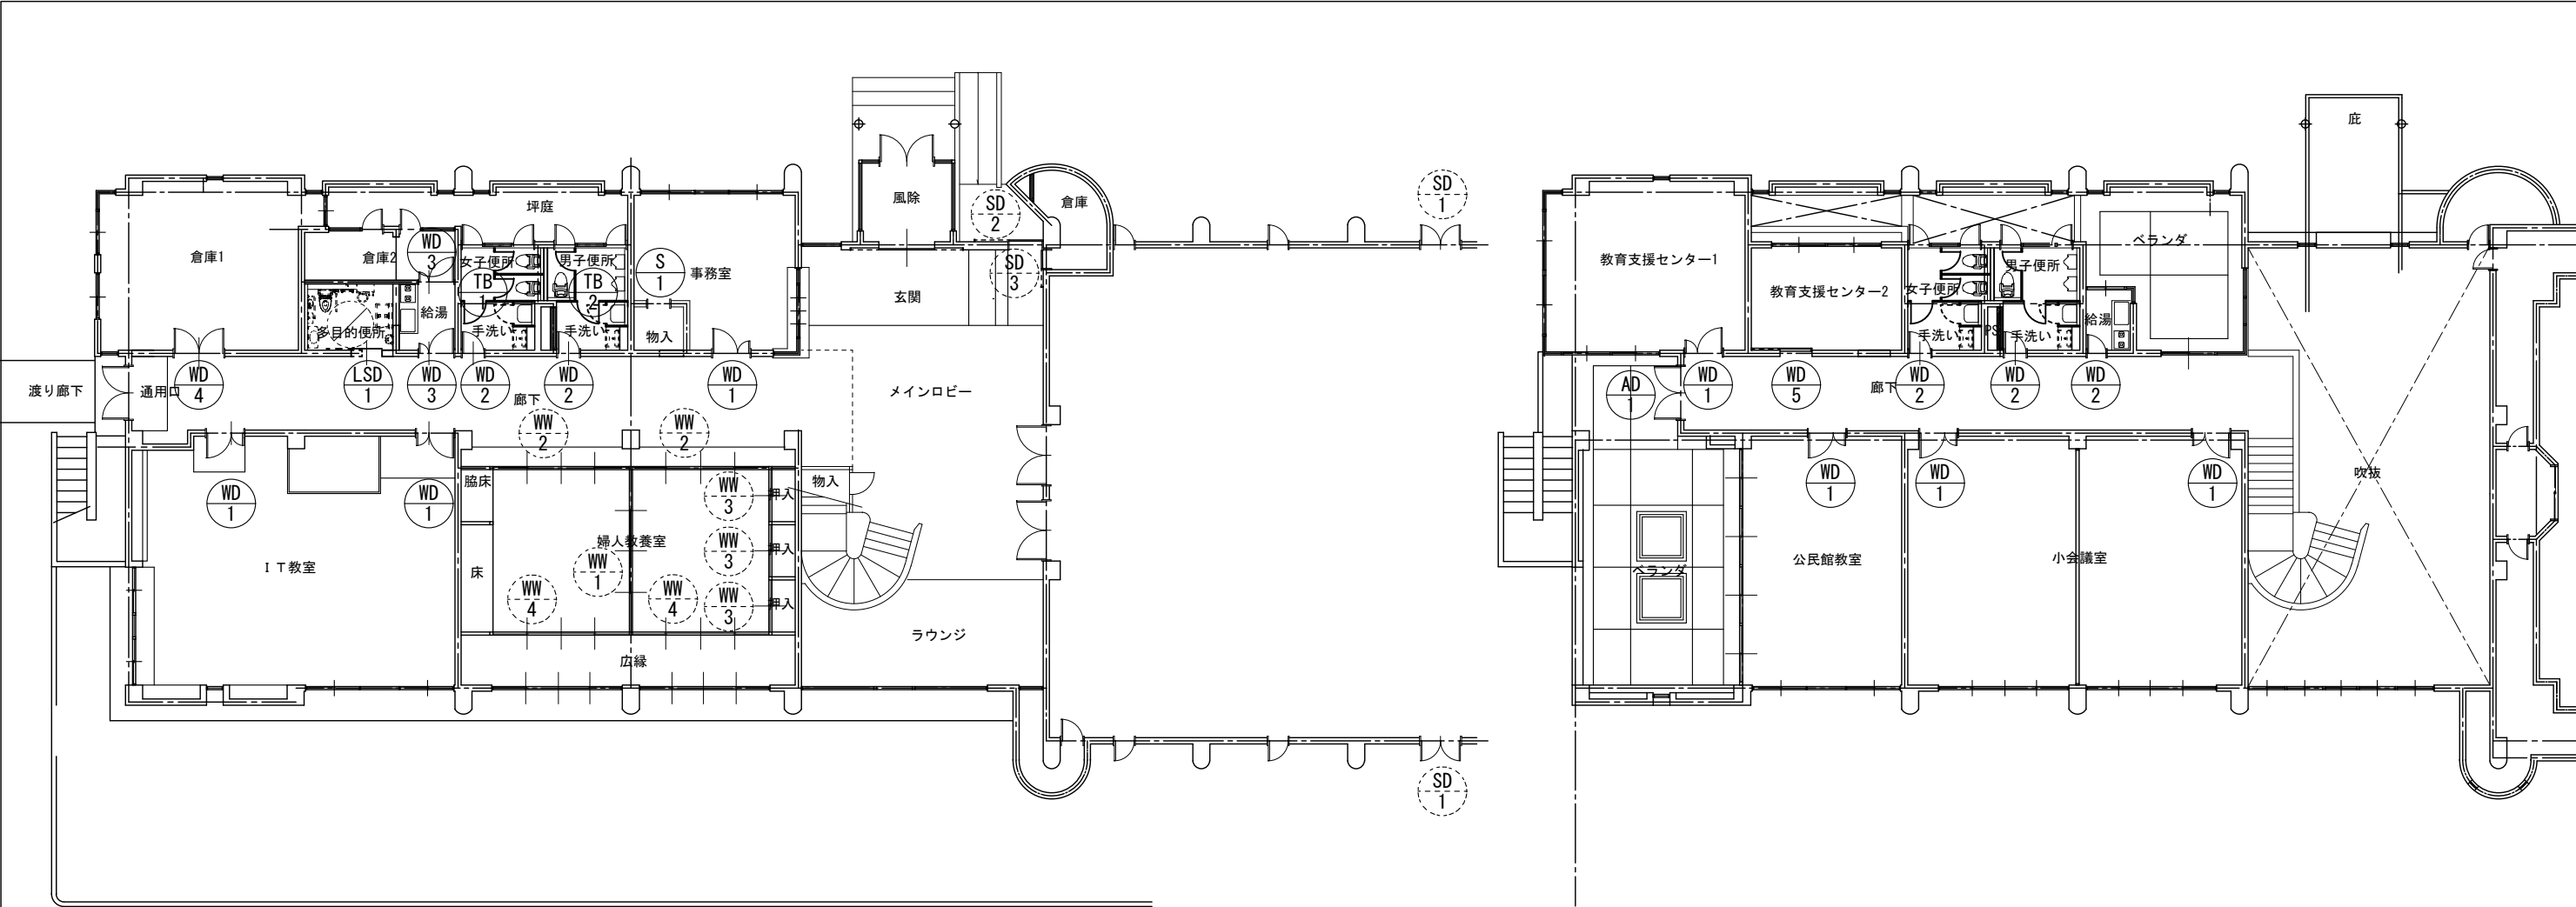 庇
SD
1
風除
倉庫
坪庭
SD
2
WD
3
倉庫1
倉庫2
女子便所
男子便所
TB
1
TB
2
S
1
事務室
SD
3
玄関
給湯
多目的便所
手洗い
手洗い
物入
渡り廊下
通用口
WD
4
LSD
1
WD
3
WD
2
廊下
WD
2
WD
1
メインロビー
WW
2
WW
2
WD
1
WD
1
脇床
WW
3
押入
物入
婦人教養室
WW
3
押入
ＩＴ教室
床
WW
1
WW
4
WW
4
WW
3
押入
ラウンジ
広縁
SD
1
ベランダ
教育支援センター1
男子便所
教育支援センター2
女子便所
手洗い
PS
手洗い
給湯
AD
1
WD
1
WD
5
廊下
WD
2
WD
2
WD
2
WD
1
WD
1
WD
1
吹抜
ベランダ
公民館教室
小会議室